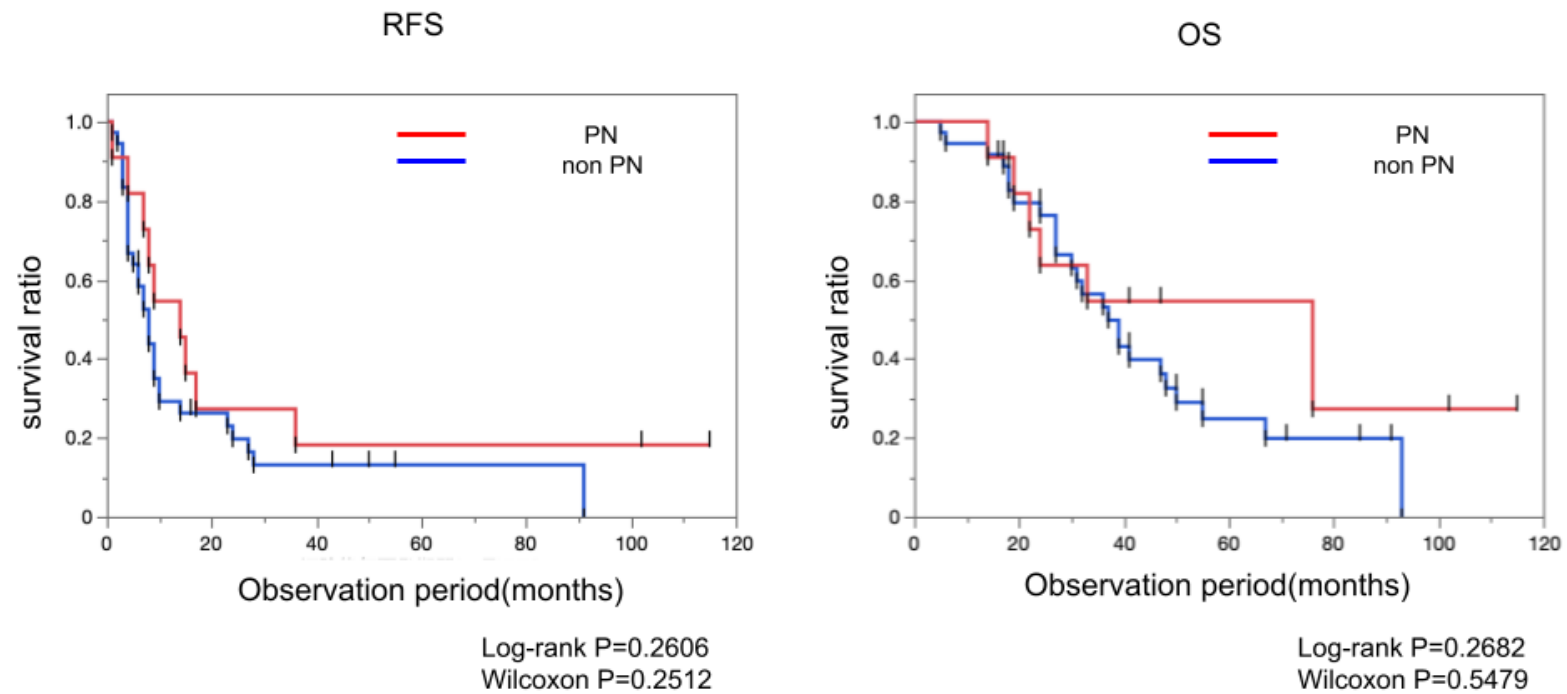 RFS
1.0
0.8
0.6
0.4
0.2
0
survival ratio
PN
non PN
0 20 40 60 80 100 120
Observation period(months)
Log-rank P=0.2606
Wilcoxon P=0.2512
OS
1.0
0.8
0.6
0.4
0.2
0
survival ratio
PN
non PN
0 20 40 60 80 100 120
Observation period(months)
Log-rank P=0.2682
Wilcoxon P=0.5479